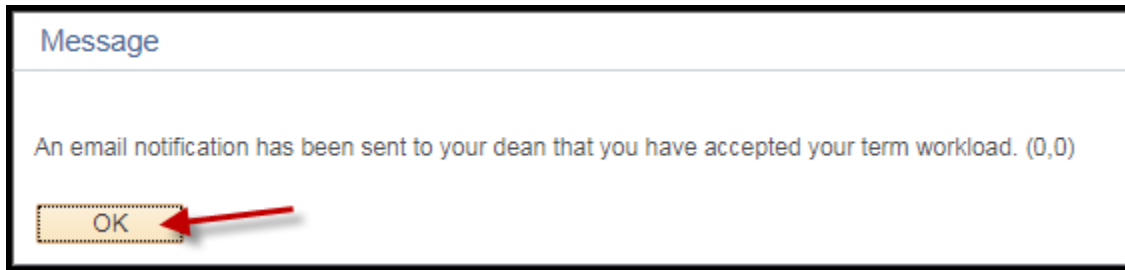 Message
An email notification has been sent to your dean that you have accepted your term workload. (0,0)
OK